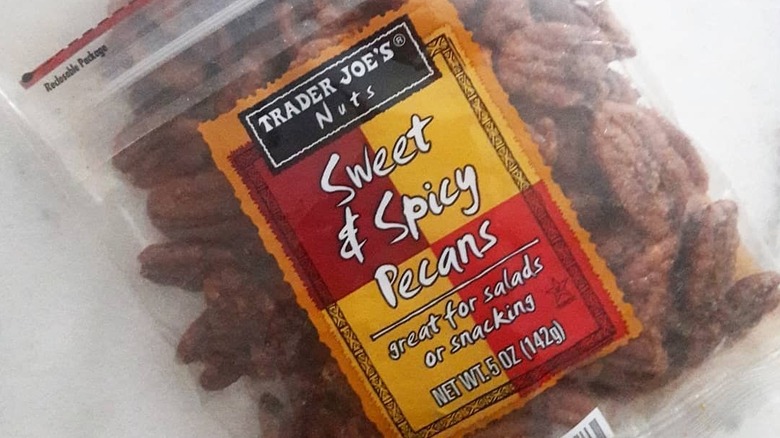 Reclosable Package
TRADER JOE'S®
Nuts
Sweet
& Spicy
Pecans
great for salads
or snacking
NET WT. 5 OZ (142g)